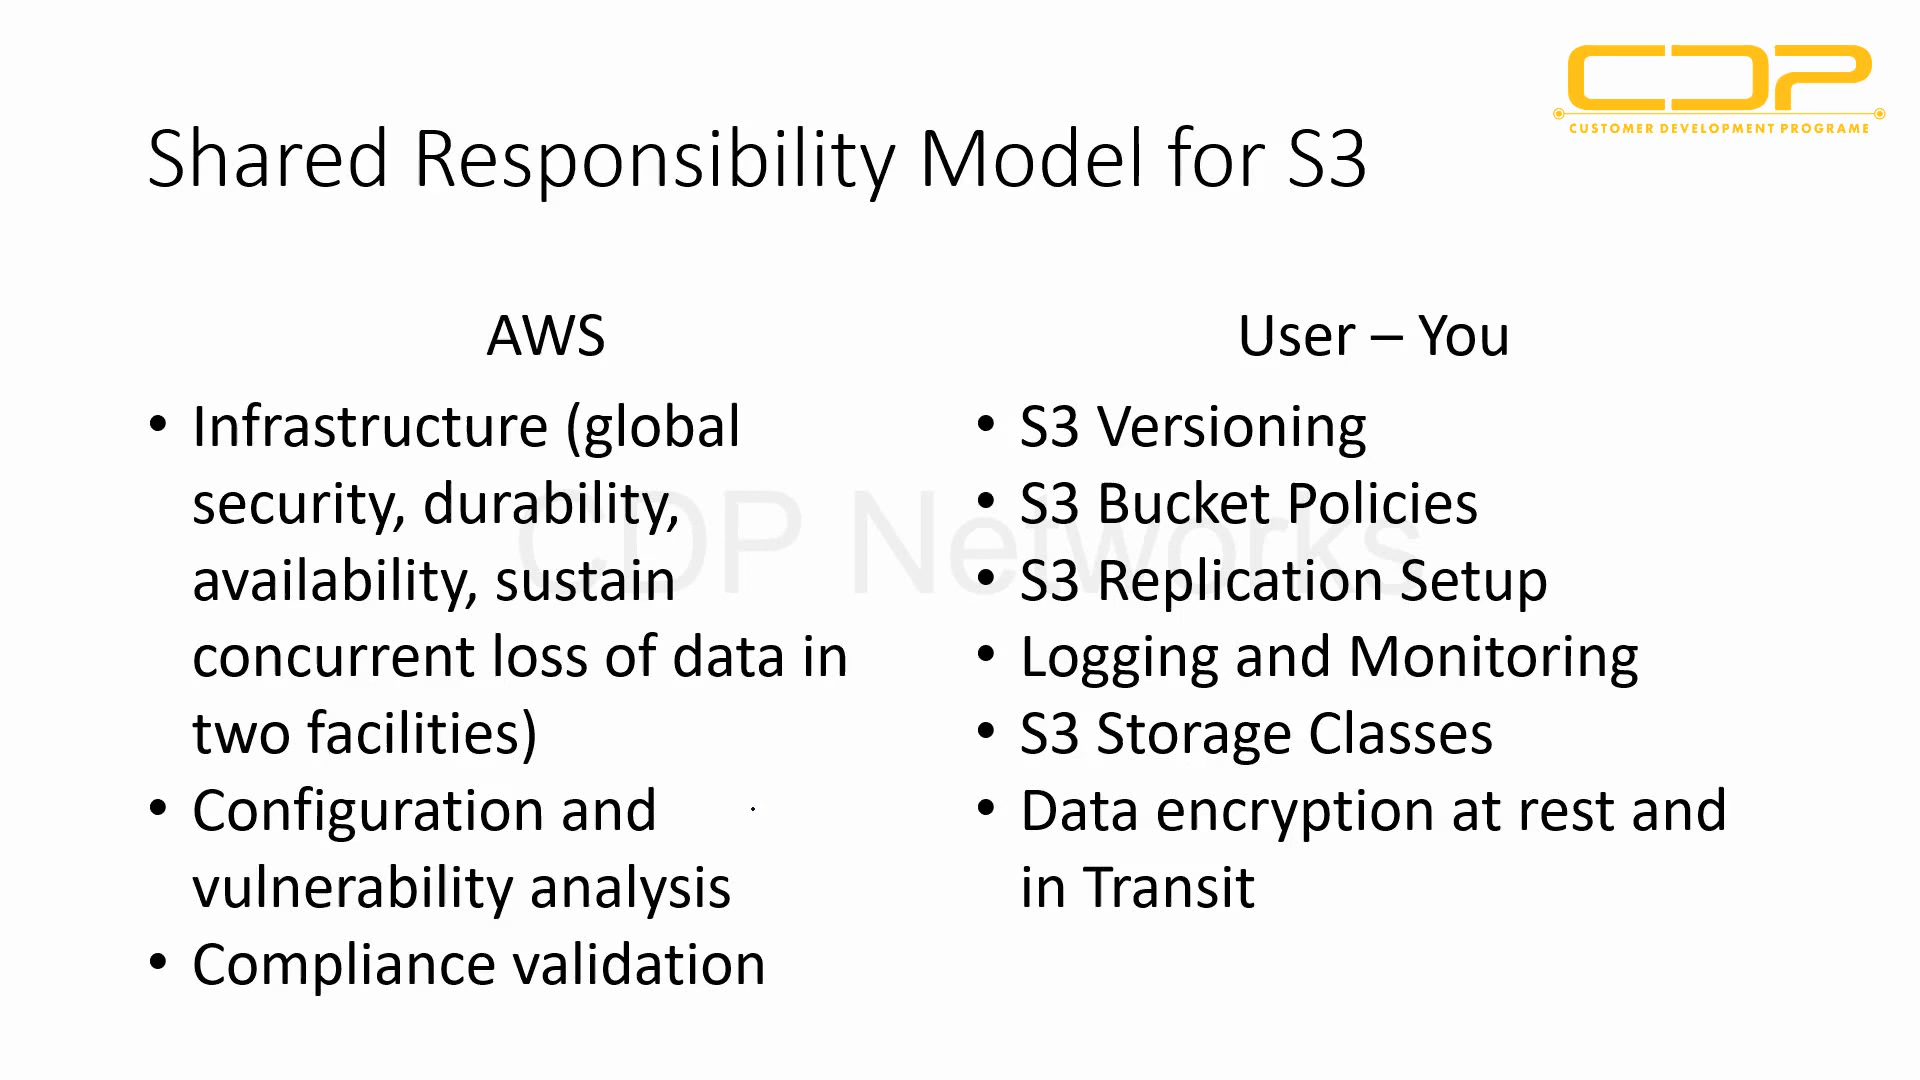 CDP
CUSTOMER DEVELOPMENT PROGRAME
Shared Responsibility Model for S3
AWS
• Infrastructure (global
security, durability,
availability, sustain
concurrent loss of data in
two facilities)
• Configuration and
vulnerability analysis
• Compliance validation
User – You
• S3 Versioning
• S3 Bucket Policies
• S3 Replication Setup
• Logging and Monitoring
• S3 Storage Classes
• Data encryption at rest and
in Transit
CDP Networks